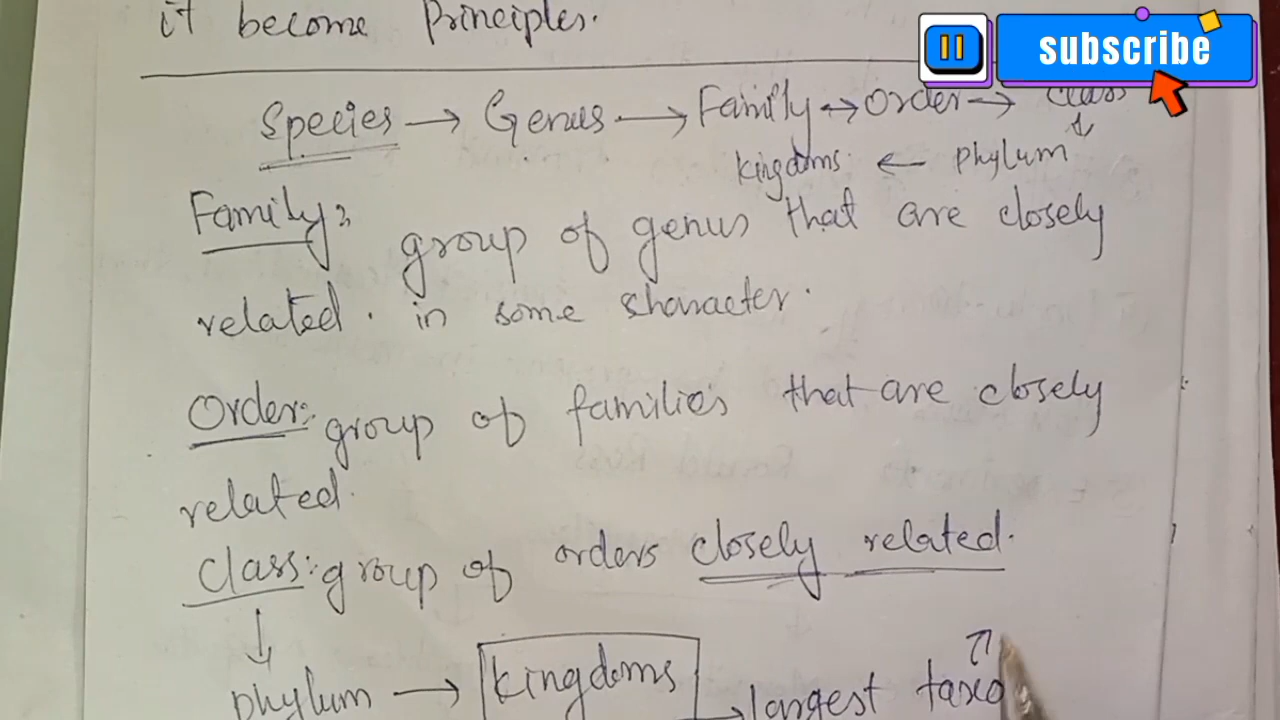 it become Principles.
subscribe
Species → Genus → Family ↔ Order → Class
↓
kingdoms ← phylum
Family: group of genus that are closely
related. in some character.
Order: group of families that are closely
related.
Class: group of orders closely related.
↓
phylum → kingdoms
→ largest taxo